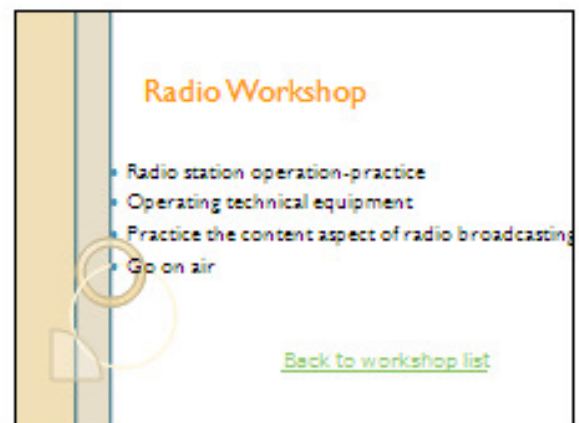 Radio Workshop
• Radio station operation-practice
• Operating technical equipment
• Practice the content aspect of radio broadcasting
• Go on air
Back to workshop list